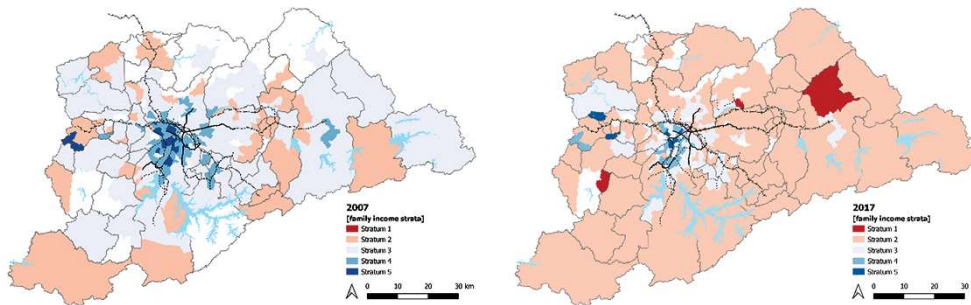 2007
[family income strata]
Stratum 1
Stratum 2
Stratum 3
Stratum 4
Stratum 5
0 10 20 30 km
2017
[family income strata]
Stratum 1
Stratum 2
Stratum 3
Stratum 4
Stratum 5
0 10 20 30